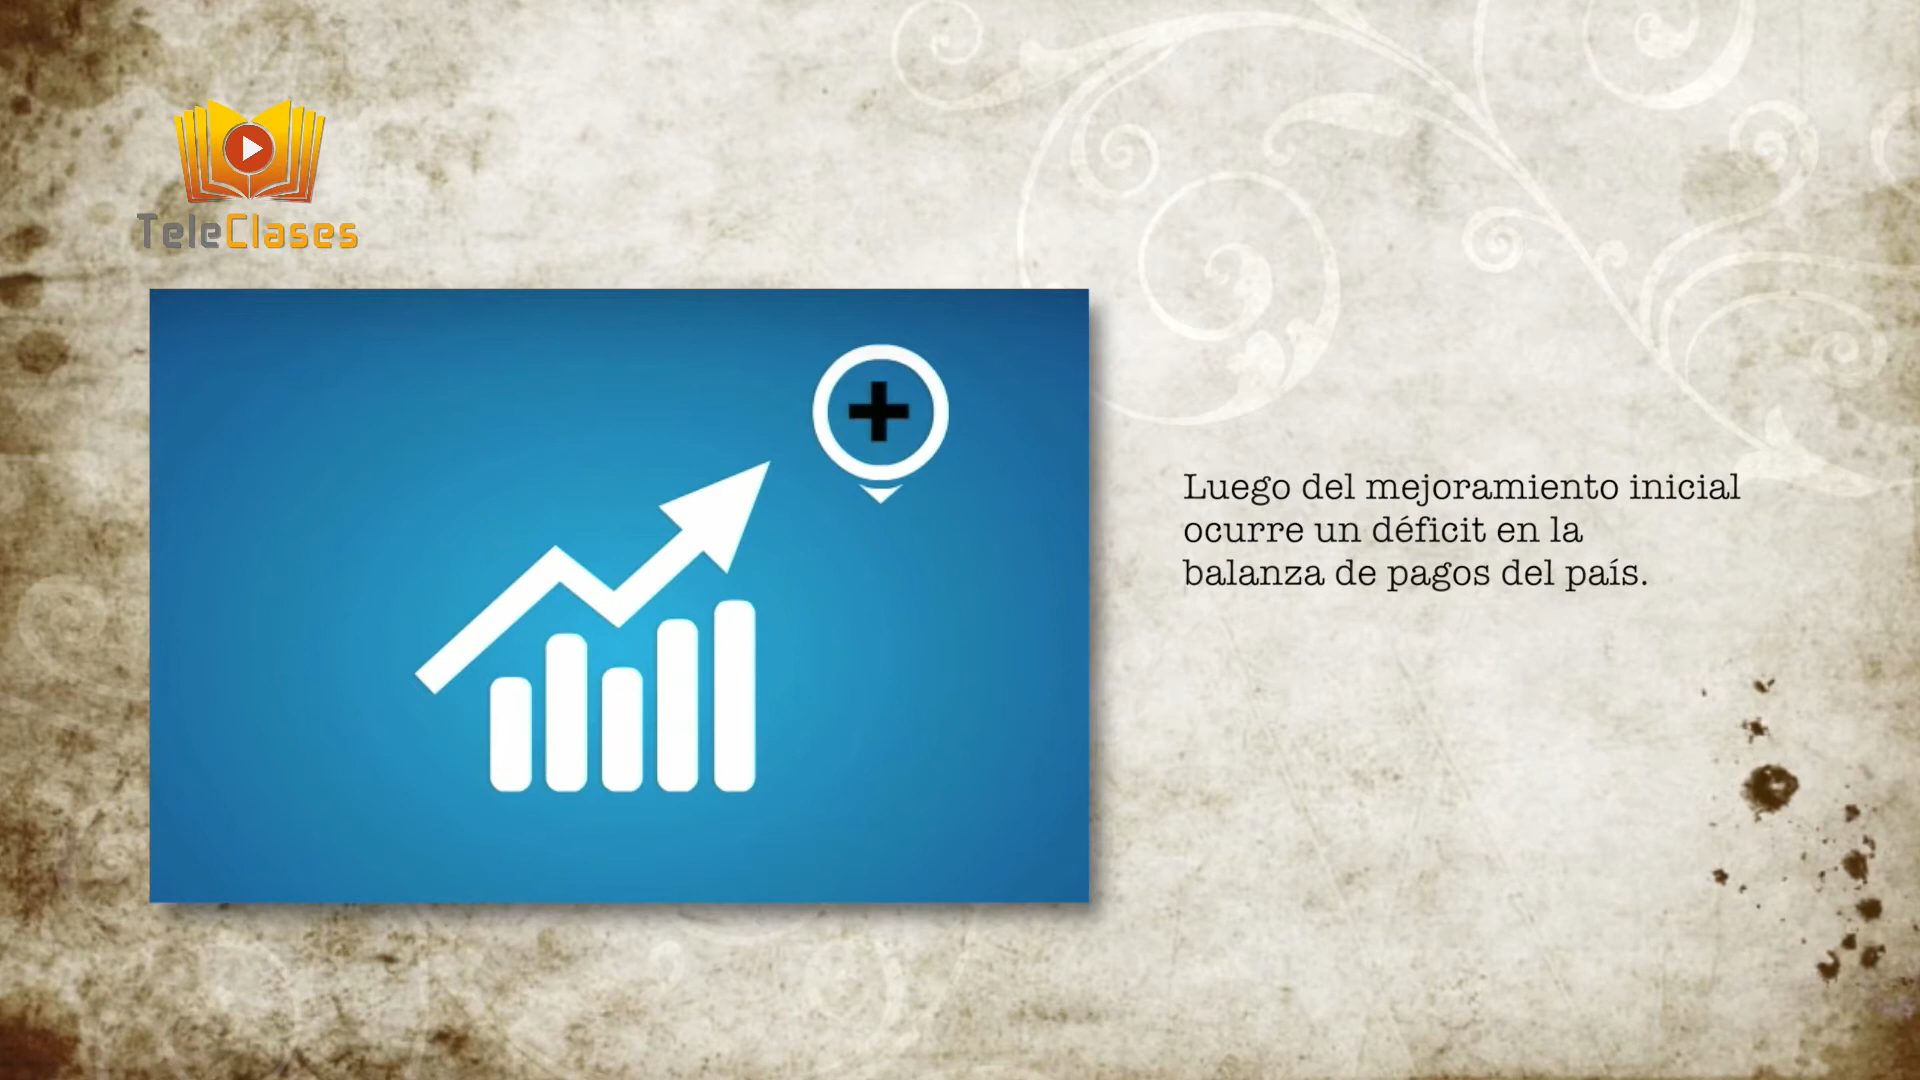 TeleClases
Luego del mejoramiento inicial
ocurre un déficit en la
balanza de pagos del país.